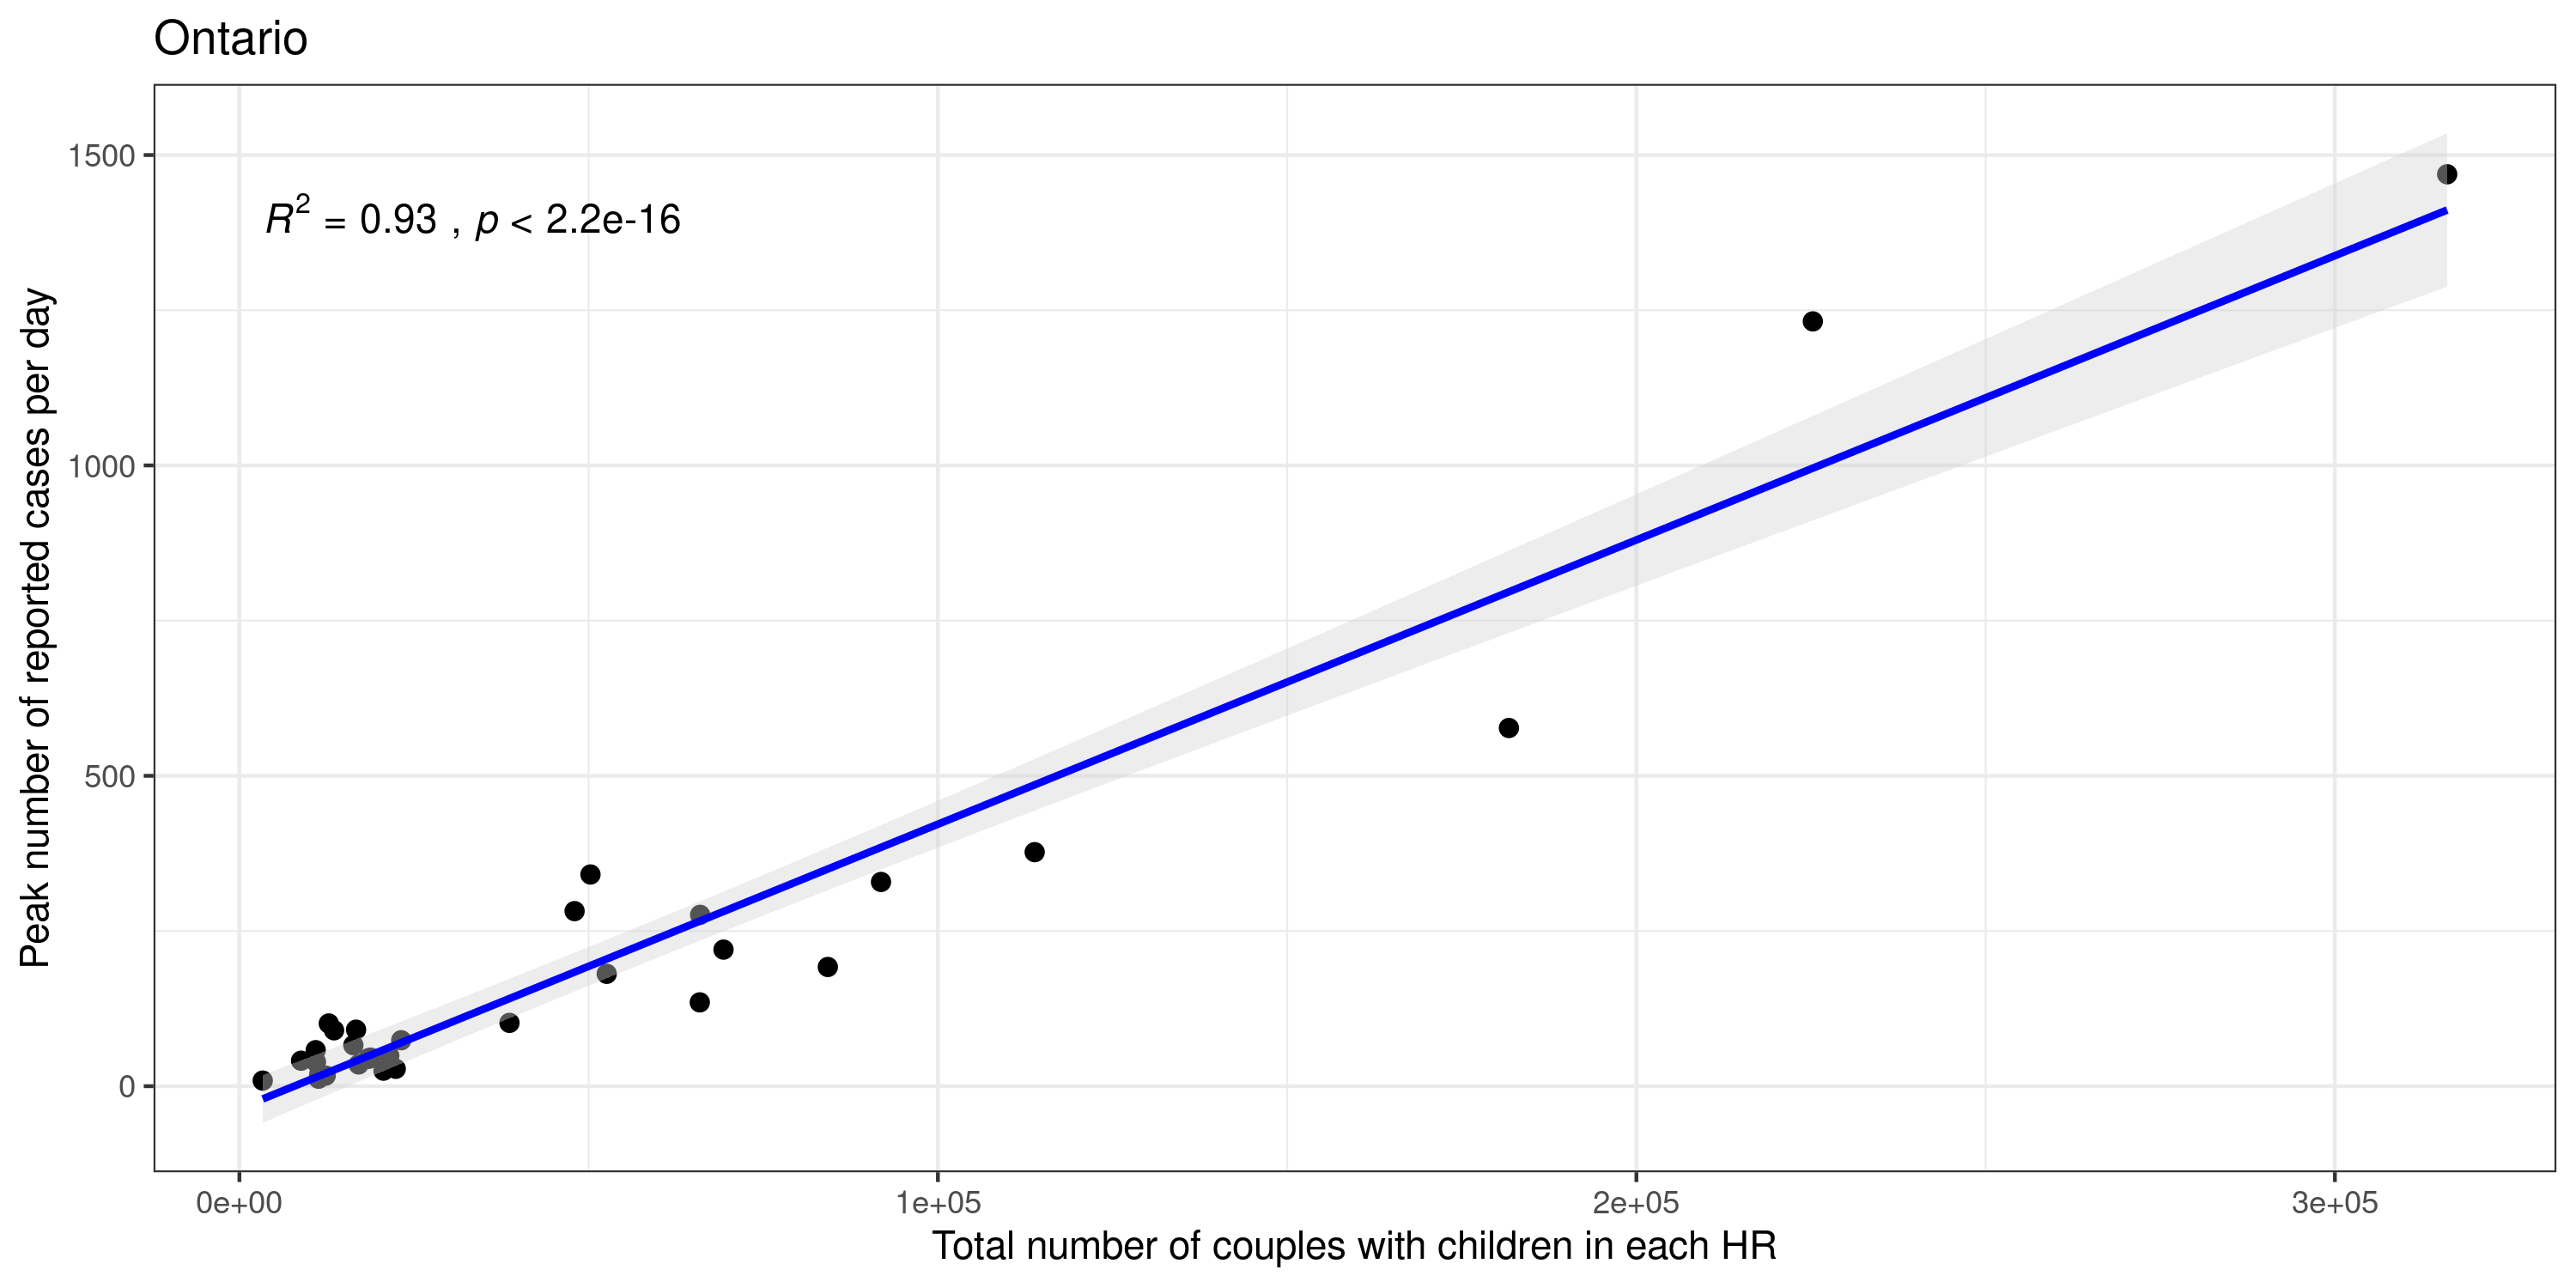 Ontario
R² = 0.93 , p < 2.2e-16
Peak number of reported cases per day
1500
1000
500
0
0e+00
1e+05
2e+05
3e+05
Total number of couples with children in each HR